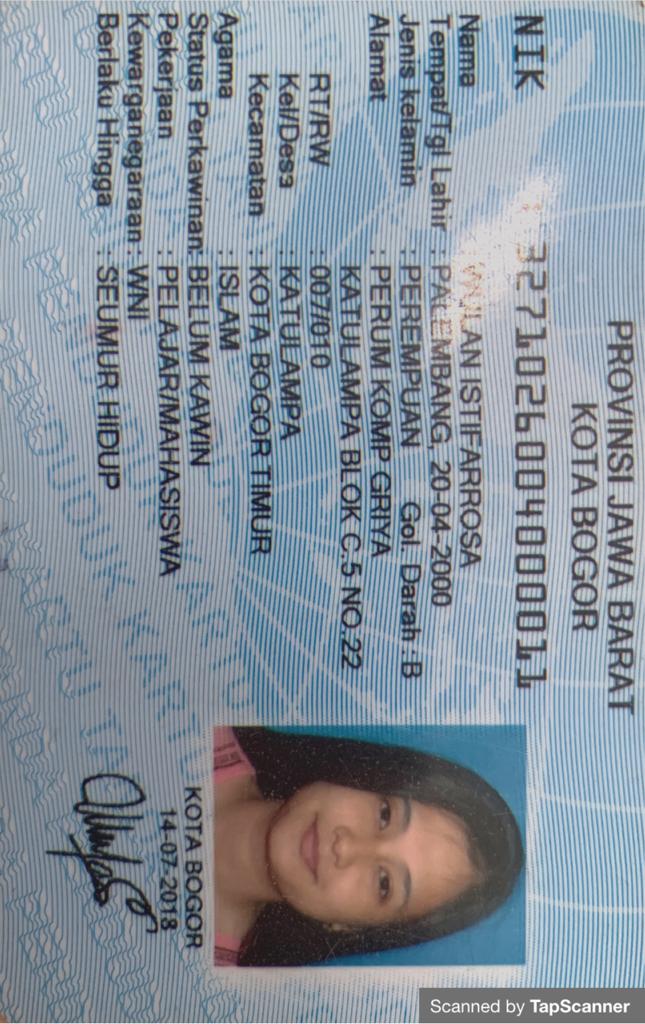 PROVINSI JAWA BARAT
KOTA BOGOR
NIK : 3271026004000011
Nama : ISTIFARROSA
Tempat/Tgl Lahir : PALEMBANG, 20-04-2000
Jenis kelamin : PEREMPUAN Gol. Darah : B
Alamat : PERUM KOMP GRIYA
KATULAMPA BLOK C.5 NO.22
RT/RW : 007/010
Kel/Desa : KATULAMPA
Kecamatan : KOTA BOGOR TIMUR
Agama : ISLAM
Status Perkawinan: BELUM KAWIN
Pekerjaan : PELAJAR/MAHASISWA
Kewarganegaraan : WNI
Berlaku Hingga : SEUMUR HIDUP
KOTA BOGOR
14-07-2018
Scanned by TapScanner